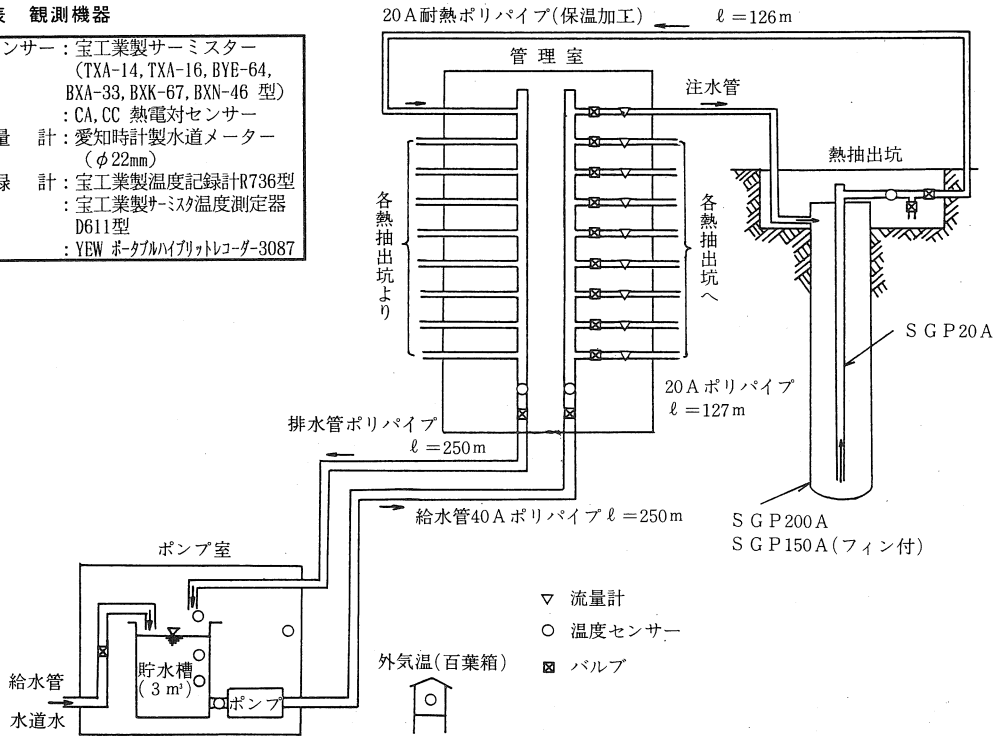 表 観測機器
ンサー：宝工業製サーミスター
(TXA-14, TXA-16, BYE-64,
BXA-33, BXK-67, BXN-46 型)
：CA, CC 熱電対センサー
量 計：愛知時計製水道メーター
(φ22mm)
録 計：宝工業製温度記録計R736型
：宝工業製サーミスタ温度測定器
D611型
：YEW ポータブルハイブリットレコーダー3087
20A耐熱ポリパイプ(保温加工)
ℓ＝126m
管理室
注水管
熱抽出坑
各熱抽出坑より
各熱抽出坑へ
SGP20A
20Aポリパイプ
ℓ＝127m
排水管ポリパイプ
ℓ＝250m
給水管40Aポリパイプℓ＝250m
SGP200A
SGP150A(フィン付)
ポンプ室
貯水槽
(3㎥)
ポンプ
給水管
水道水
外気温(百葉箱)
▽ 流量計
○ 温度センサー
バルブ